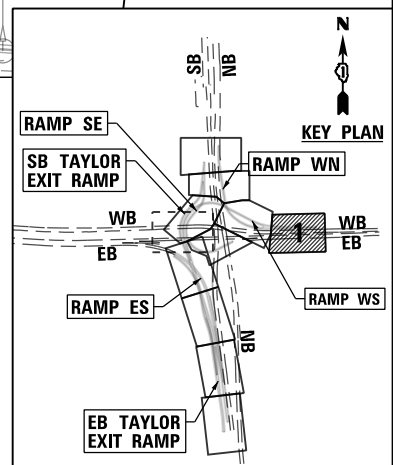 SB
NB
N
KEY PLAN
RAMP SE
SB TAYLOR
EXIT RAMP
RAMP WN
WB
EB
1
WB
EB
RAMP ES
RAMP WS
NB
EB TAYLOR
EXIT RAMP